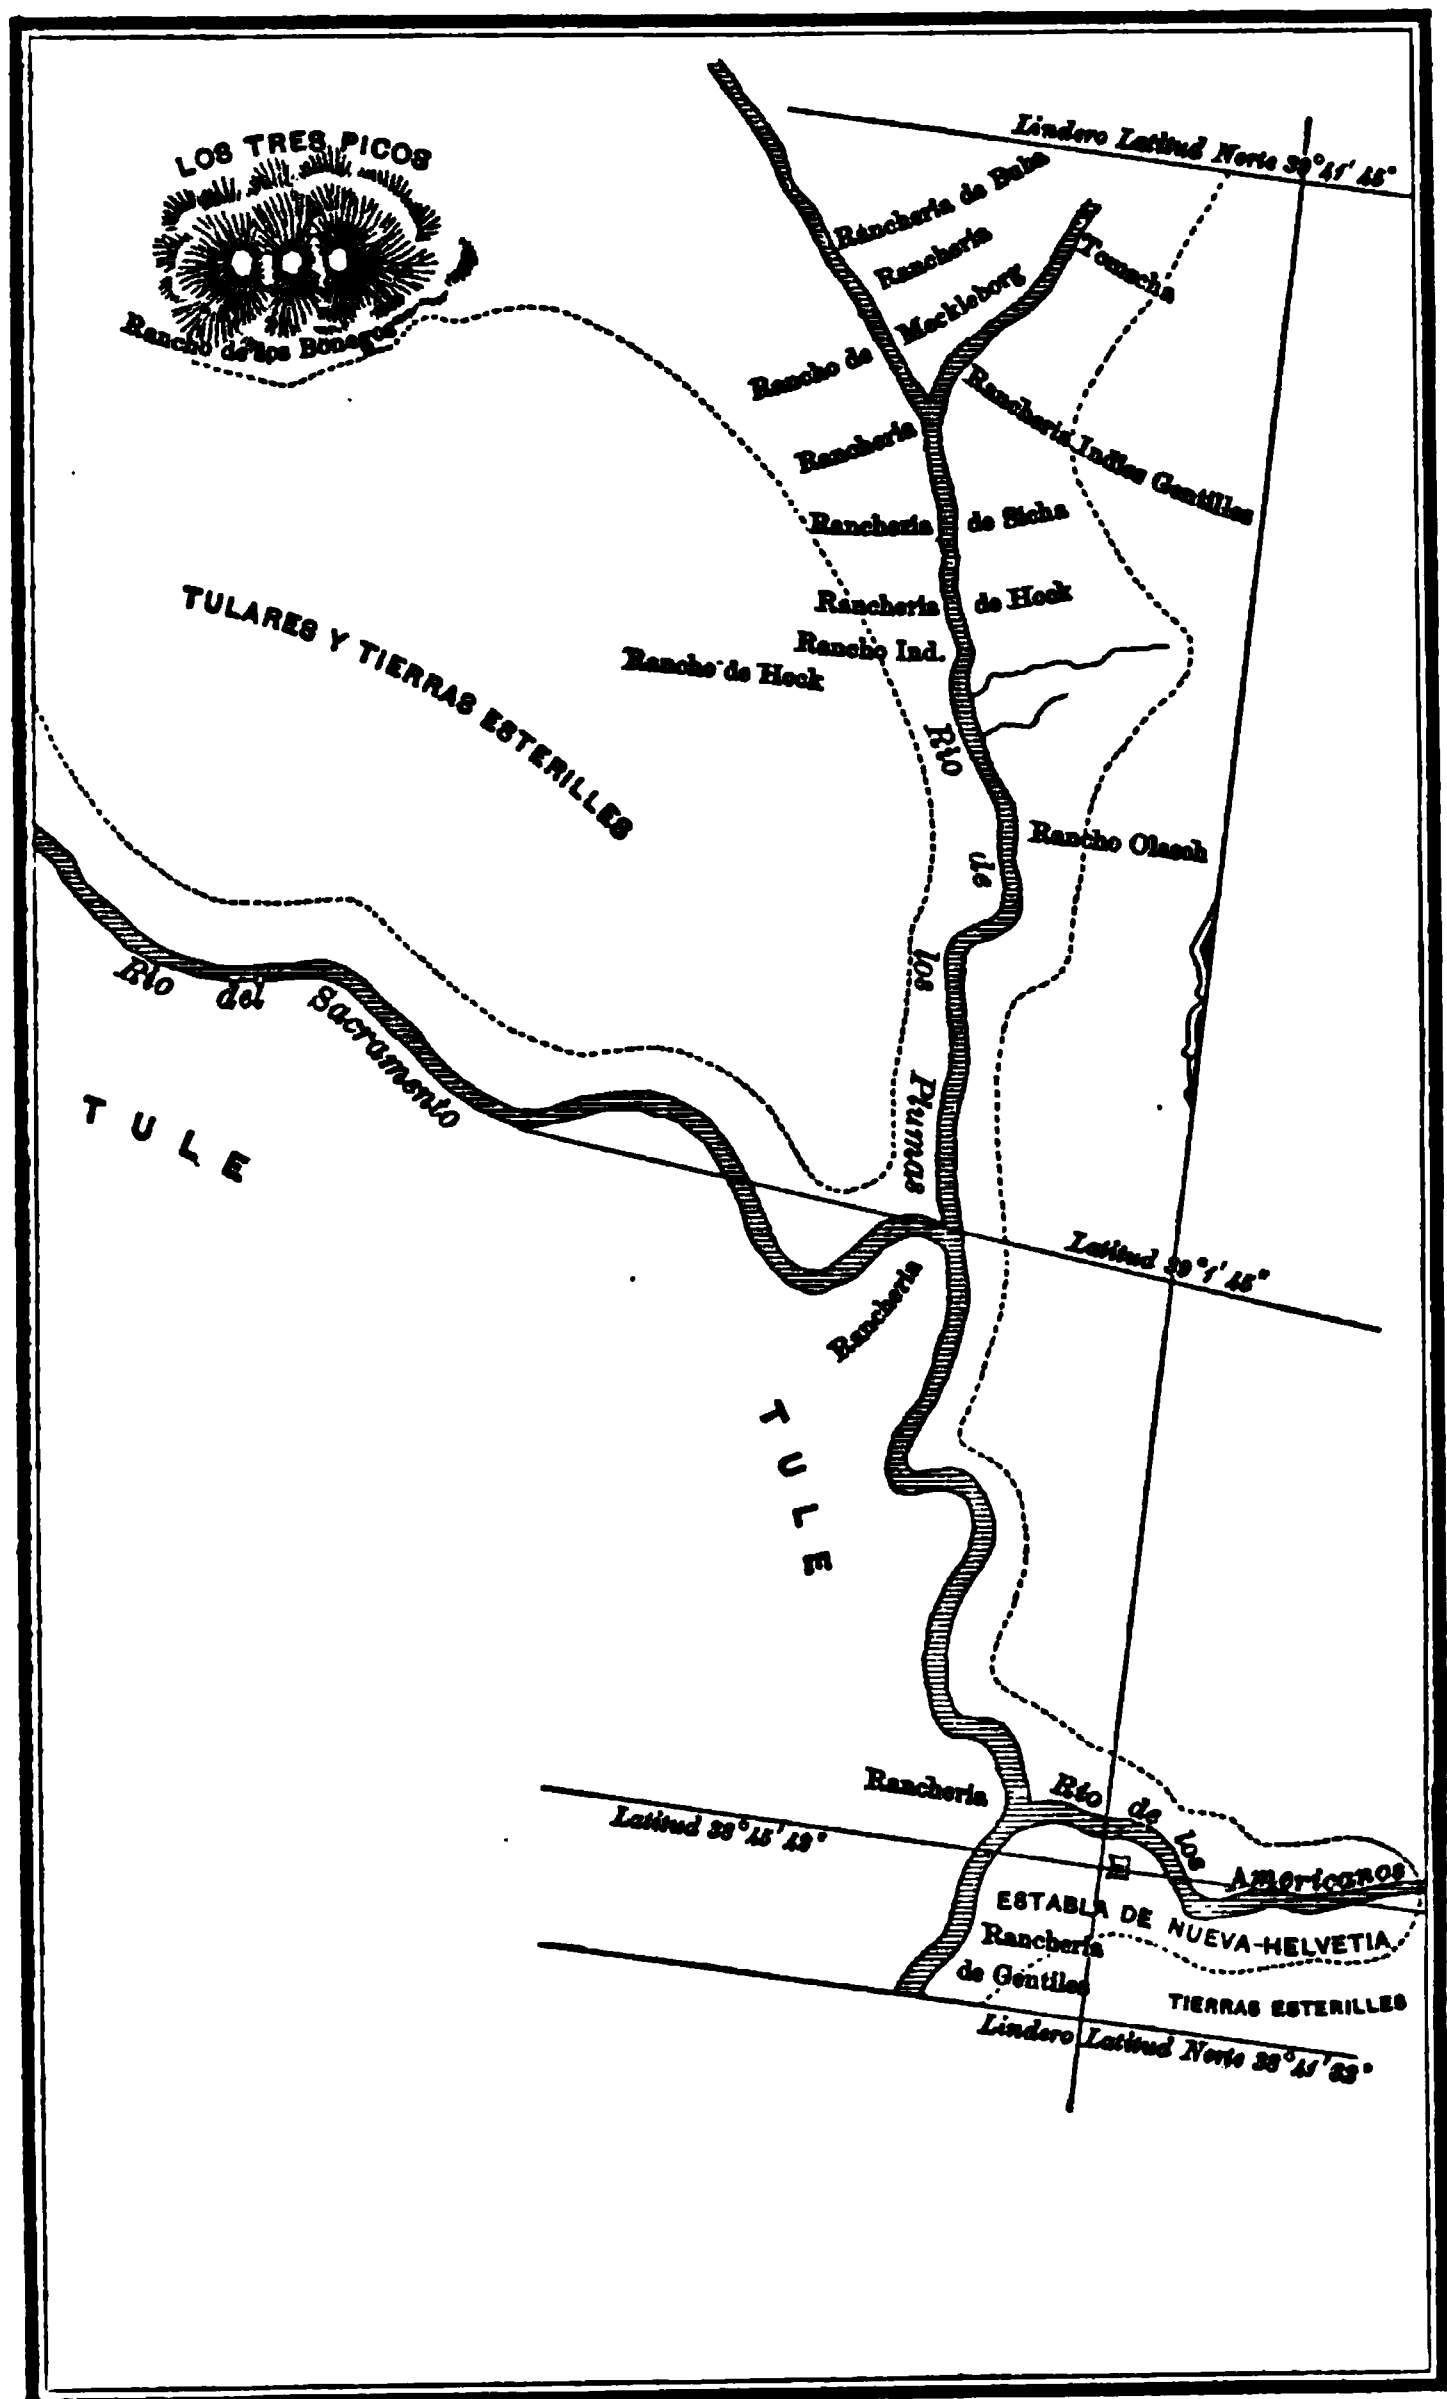 LOS TRES PICOS
Lindero Latitud Norte 39° 41' 45"
Rancheria de Buba
Rancheria
Tomacha
Rancho de Meckleborg
Rancho de los Bonegos
Rancheria
Rancheria Indies Gentilles
Rancheria de Sicha
Rancheria de Hock
Rancho Ind.
Rancho de Hock
TULARES Y TIERRAS ESTERILLES
Rio de los Plumas
Rancho Olasch
Rio del Sacramento
TULE
Latitud 39° 1' 45"
Rancheria
TULE
Rancheria
Rio de los Americanos
Latitud 38° 45' 42"
ESTABLA DE NUEVA-HELVETIA
Rancheria
de Gentiles
TIERRAS ESTERILLES
Lindero Latitud Norte 38° 41' 32"